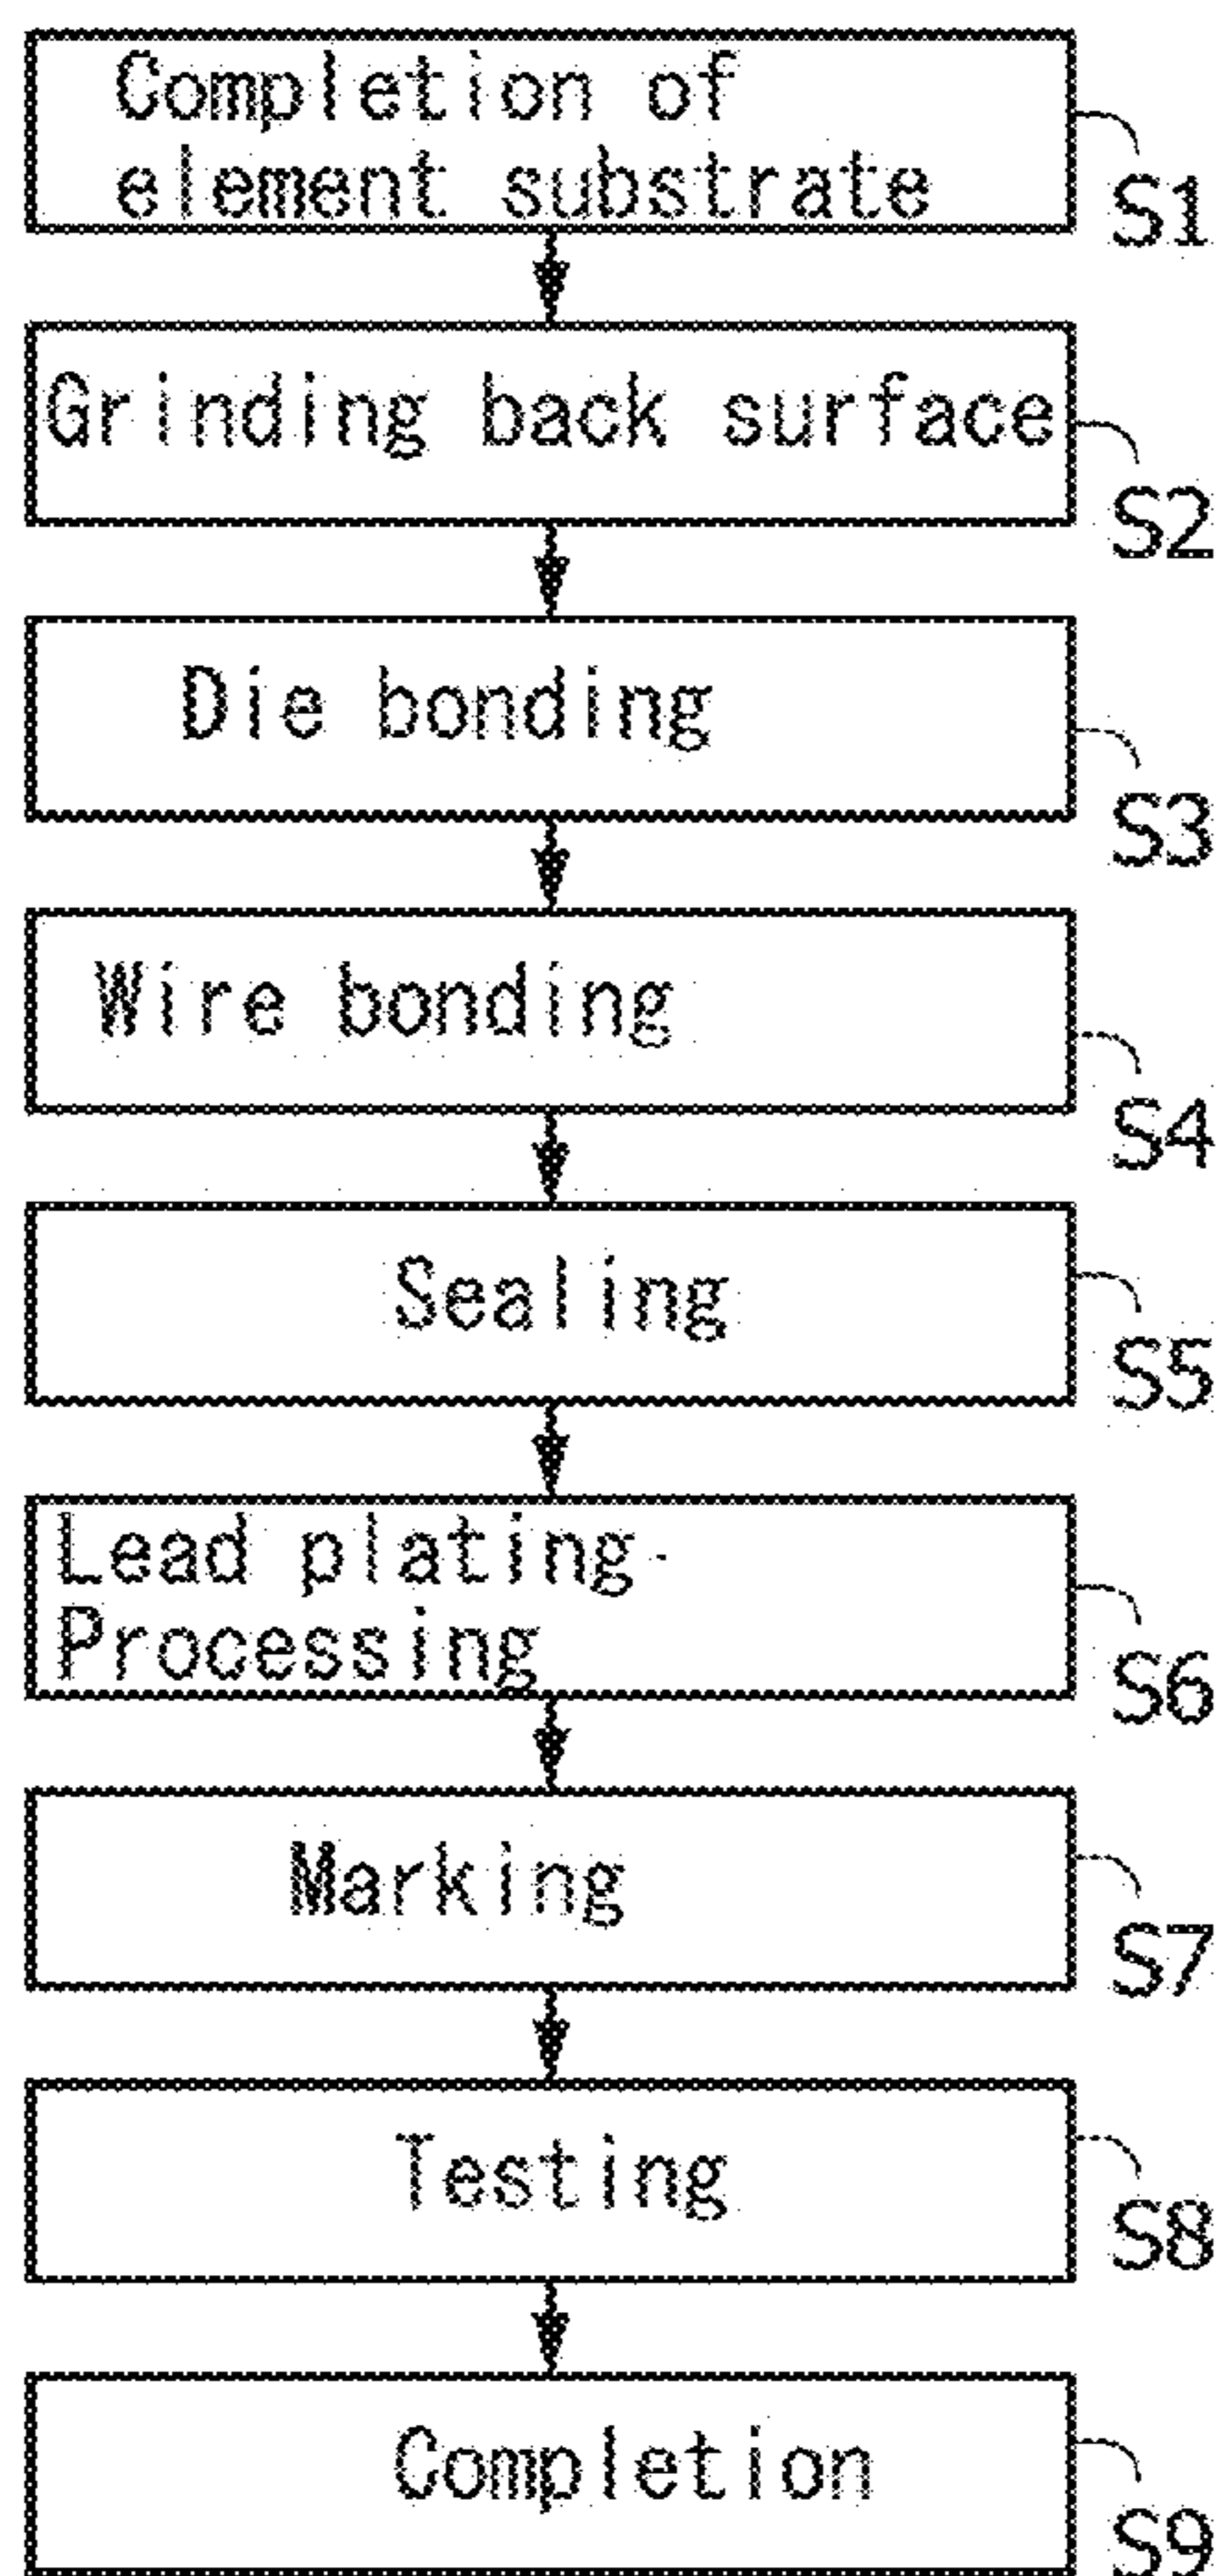 Completion of
element substrate
S1
Grinding back surface
S2
Die bonding
S3
Wire bonding
S4
Sealing
S5
Lead plating·
Processing
S6
Marking
S7
Testing
S8
Completion
S9